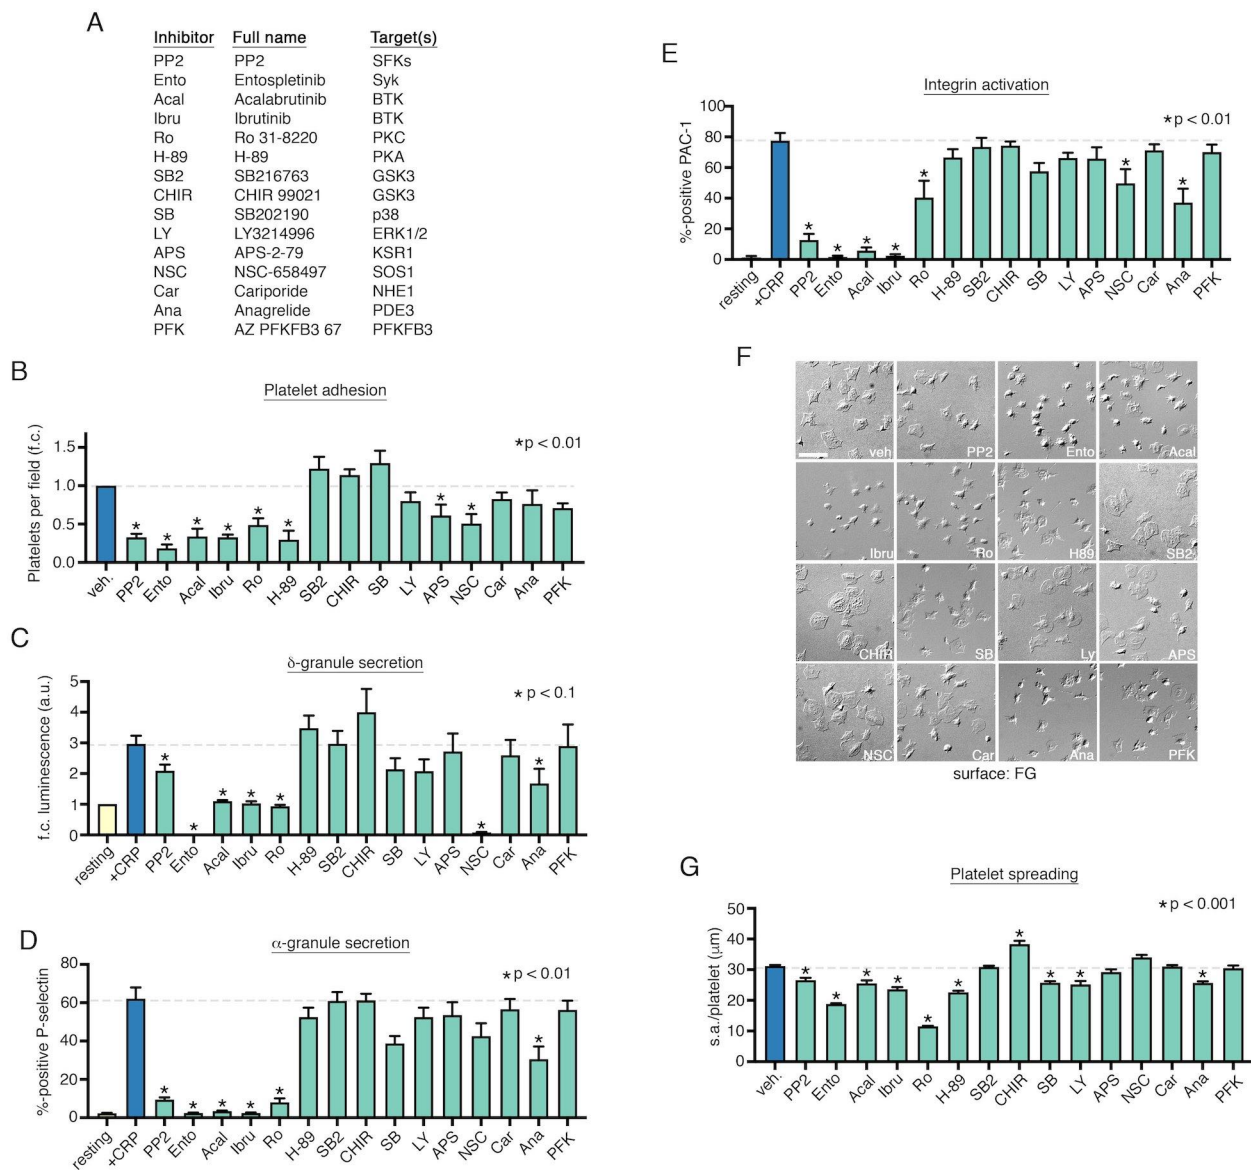 A
Inhibitor Full name Target(s)
PP2 PP2 SFKs
Ento Entospletinib Syk
Acal Acalabrutinib BTK
Ibru Ibrutinib BTK
Ro Ro 31-8220 PKC
H-89 H-89 PKA
SB2 SB216763 GSK3
CHIR CHIR 99021 GSK3
SB SB202190 p38
LY LY3214996 ERK1/2
APS APS-2-79 KSR1
NSC NSC-658497 SOS1
Car Cariporide NHE1
Ana Anagrelide PDE3
PFK AZ PFKFB3 67 PFKFB3
B
Platelet adhesion
*p < 0.01
Platelets per field (f.c.)
1.5
1.0
0.5
0.0
* * * * * * * *
veh. PP2 Ento Acal Ibru Ro H-89 SB2 CHIR SB LY APS NSC Car Ana PFK
C
δ-granule secretion
*p < 0.1
f.c. luminescence (a.u.)
5
4
3
2
1
0
* * * * * * *
resting +CRP PP2 Ento Acal Ibru Ro H-89 SB2 CHIR SB LY APS NSC Car Ana PFK
D
α-granule secretion
*p < 0.01
%-positive P-selectin
80
60
40
20
0
* * * * * *
resting +CRP PP2 Ento Acal Ibru Ro H-89 SB2 CHIR SB LY APS NSC Car Ana PFK
E
Integrin activation
*p < 0.01
%-positive PAC-1
100
80
60
40
20
0
* * * * * * *
resting +CRP PP2 Ento Acal Ibru Ro H-89 SB2 CHIR SB LY APS NSC Car Ana PFK
F
veh PP2 Ento Acal
Ibru Ro H89 SB2
CHIR SB Ly APS
NSC Car Ana PFK
surface: FG
G
Platelet spreading
*p < 0.001
s.a./platelet (μm)
50
40
30
20
10
0
* * * * * * * * * *
veh. PP2 Ento Acal Ibru Ro H-89 SB2 CHIR SB LY APS NSC Car Ana PFK